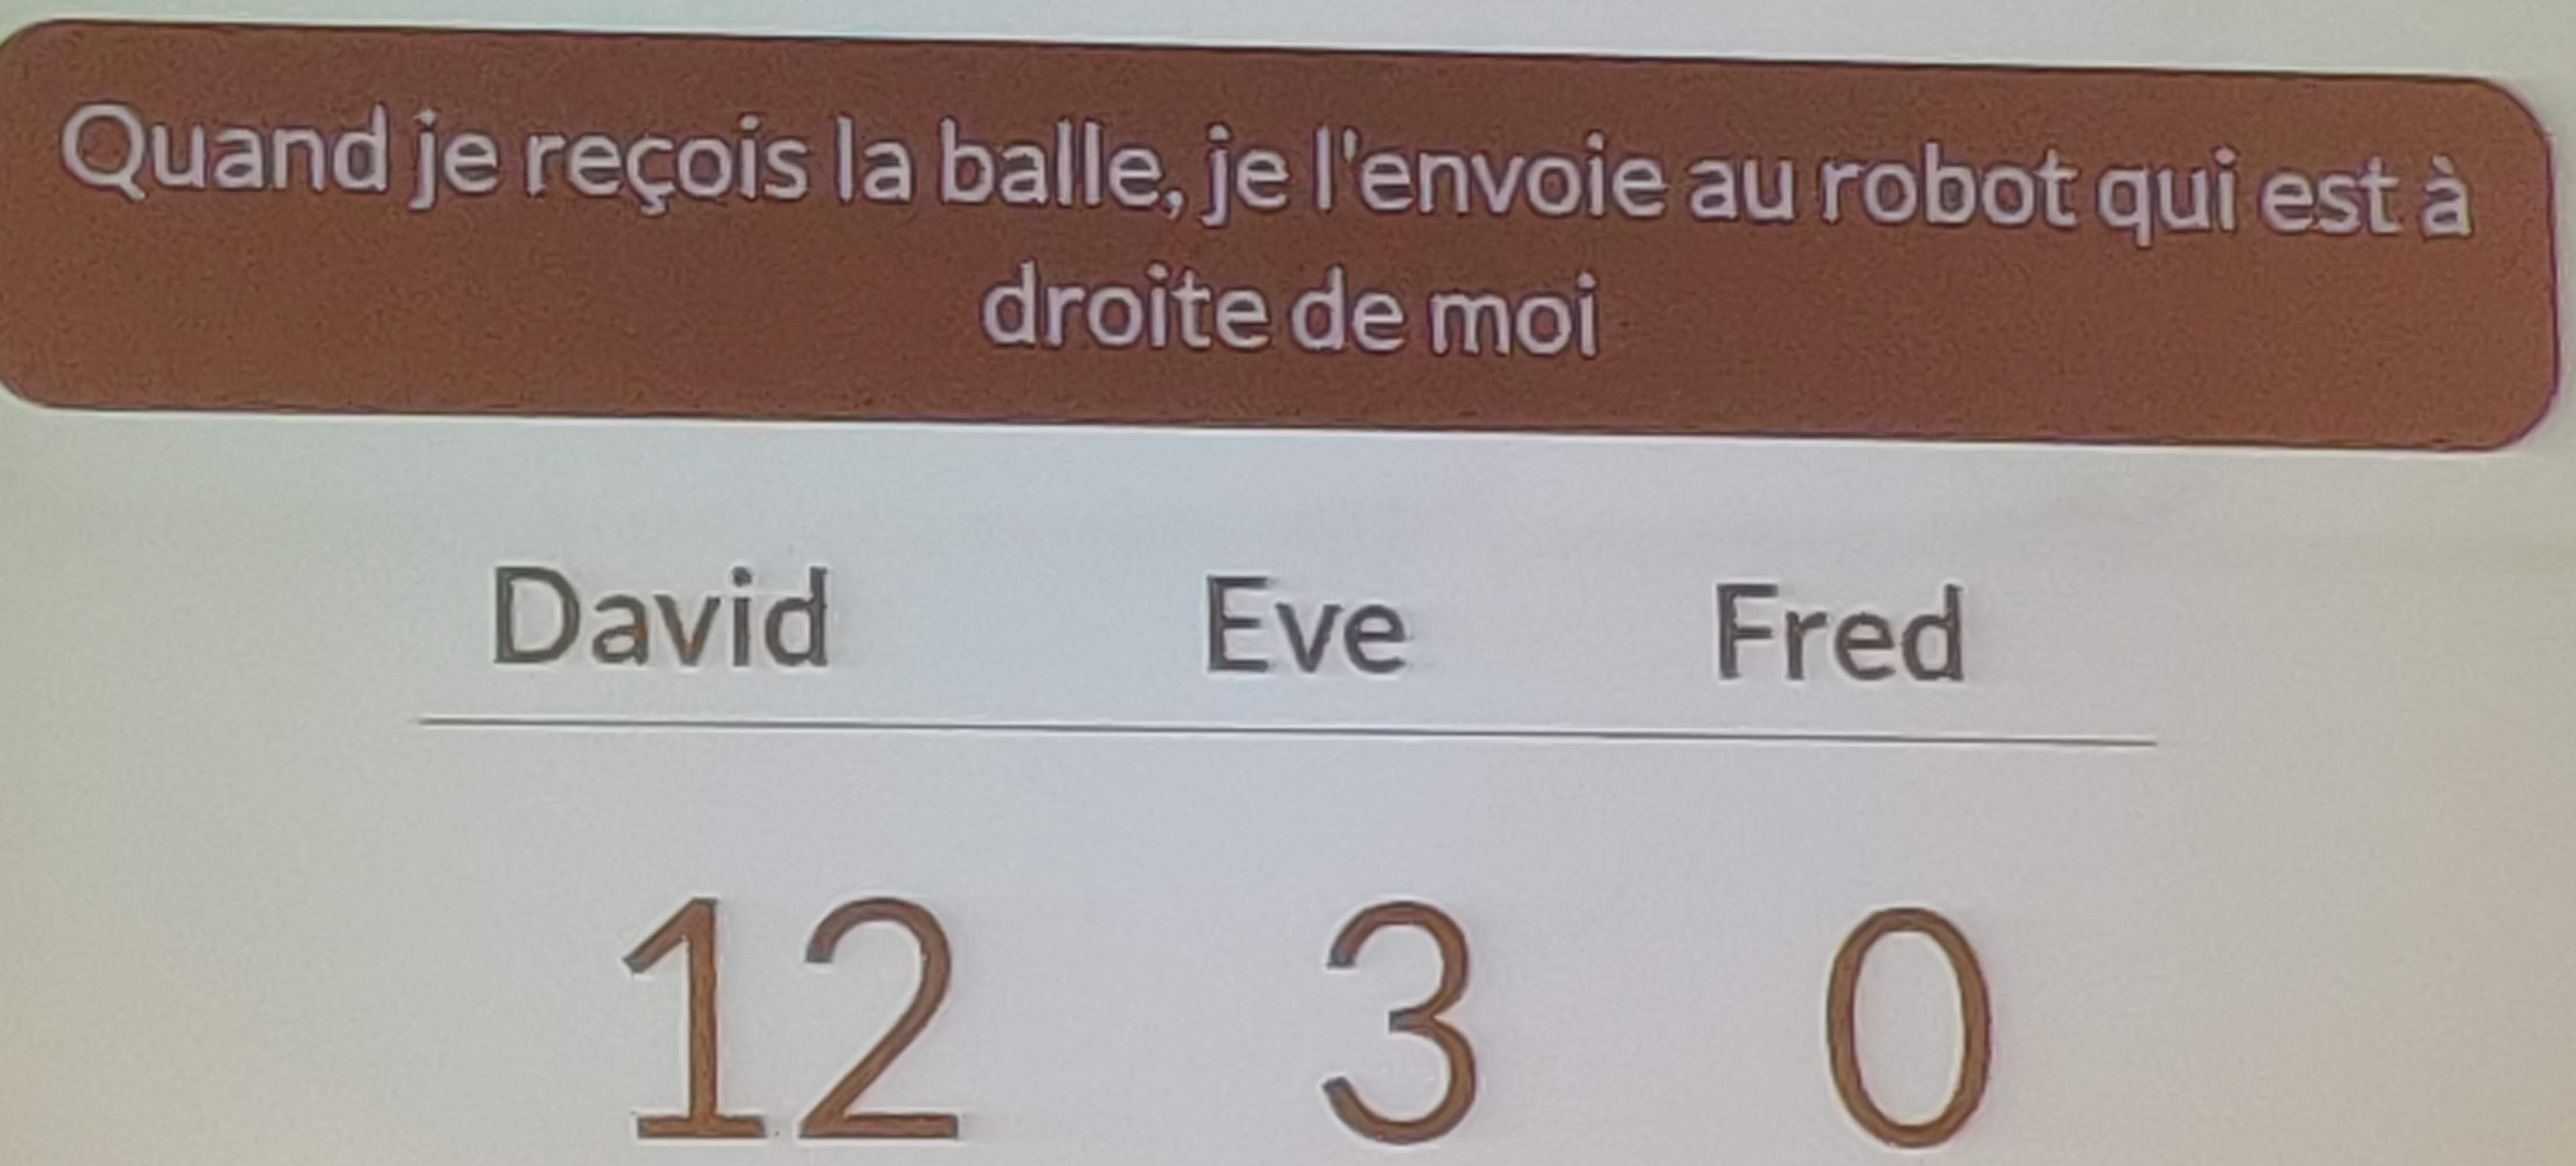 Quand je reçois la balle, je l'envoie au robot qui est à
droite de moi
David Eve Fred
12 3 0